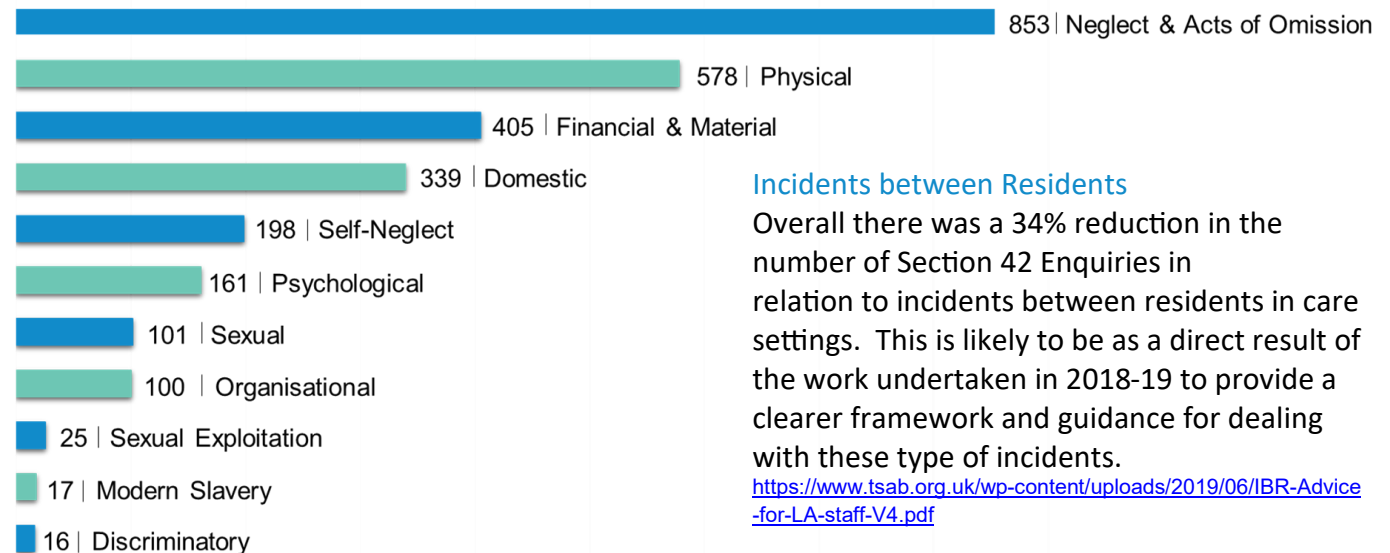 853 | Neglect & Acts of Omission
578 | Physical
405 | Financial & Material
339 | Domestic
198 | Self-Neglect
161 | Psychological
101 | Sexual
100 | Organisational
25 | Sexual Exploitation
17 | Modern Slavery
16 | Discriminatory
Incidents between Residents
Overall there was a 34% reduction in the
number of Section 42 Enquiries in
relation to incidents between residents in care
settings.  This is likely to be as a direct result of
the work undertaken in 2018-19 to provide a
clearer framework and guidance for dealing
with these type of incidents.
https://www.tsab.org.uk/wp-content/uploads/2019/06/IBR-Advice
-for-LA-staff-V4.pdf